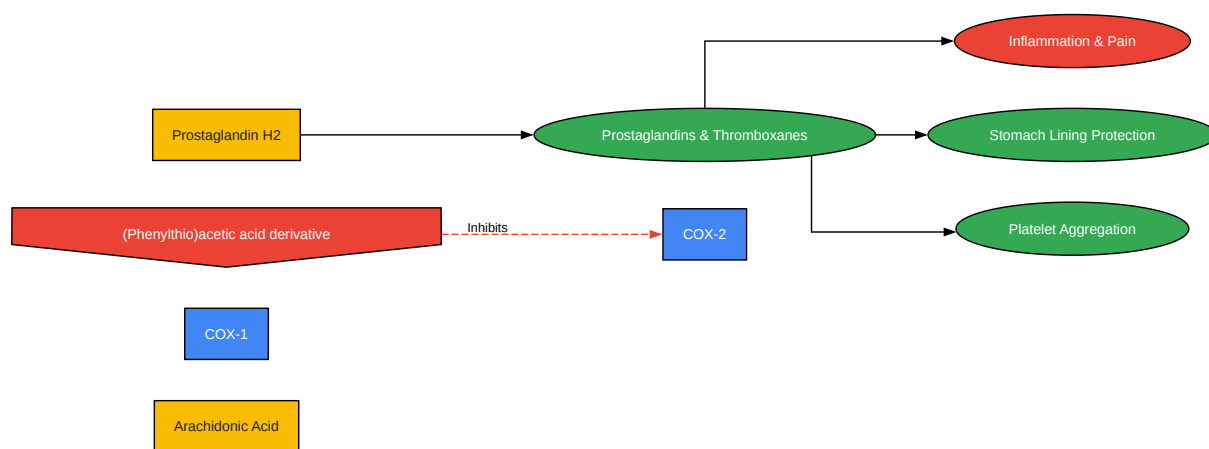 Inflammation & Pain
Prostaglandin H2
Prostaglandins & Thromboxanes
Stomach Lining Protection
(Phenylthio)acetic acid derivative
Inhibits
COX-2
Platelet Aggregation
COX-1
Arachidonic Acid